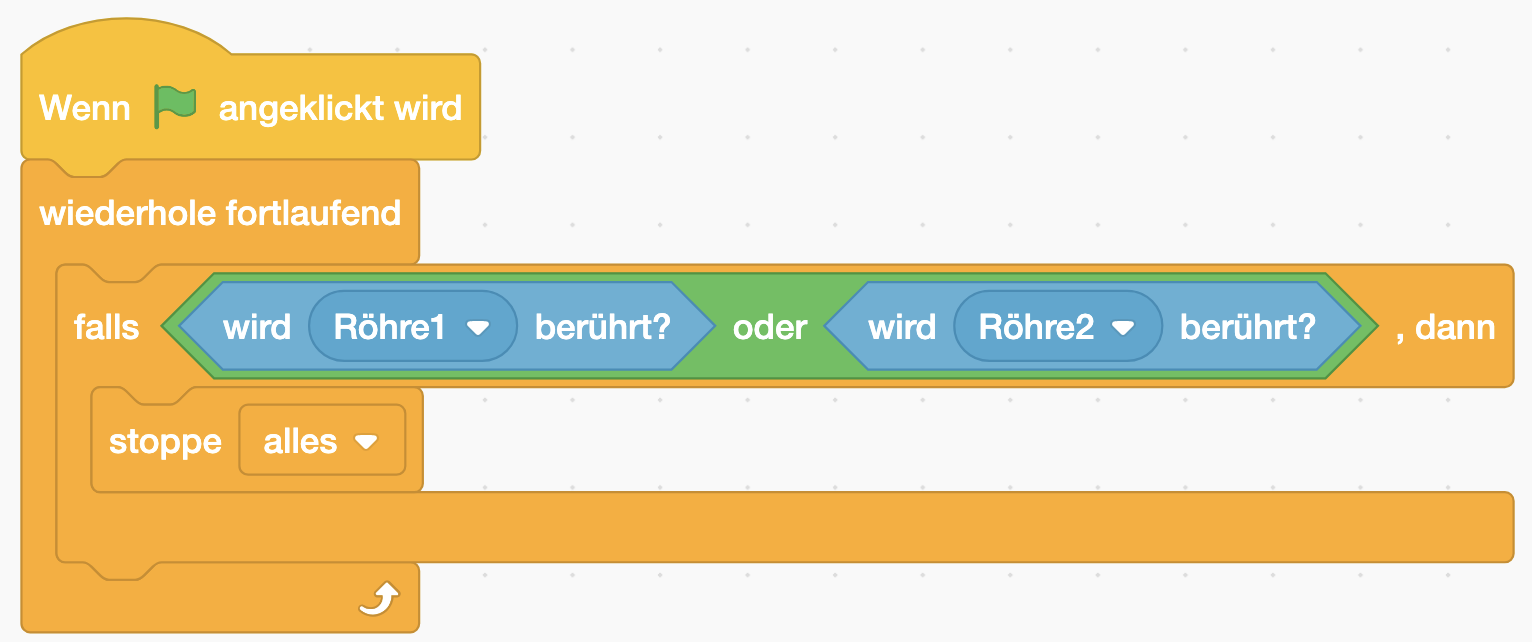 Wenn angeklickt wird
wiederhole fortlaufend
falls wird Röhre1 berührt? oder wird Röhre2 berührt? , dann
stoppe alles